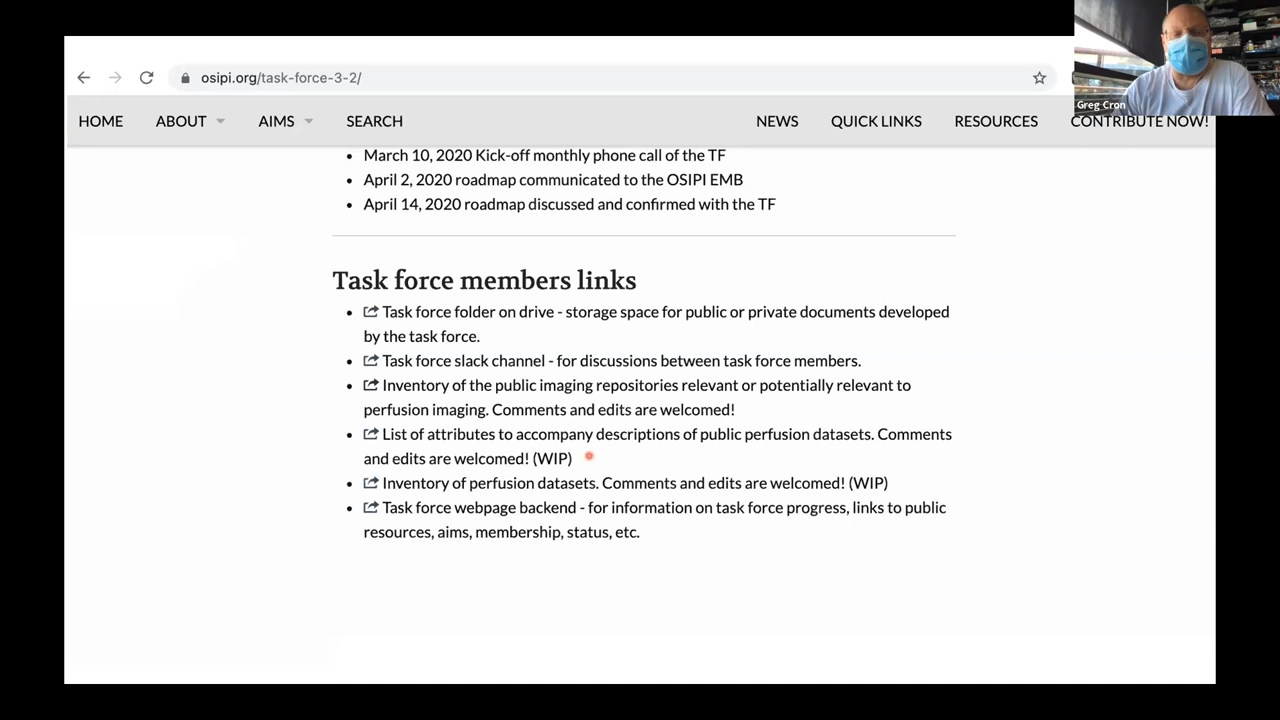 osipi.org/task-force-3-2/
Greg Cron
HOME ABOUT AIMS SEARCH NEWS QUICK LINKS RESOURCES CONTRIBUTE NOW!
• March 10, 2020 Kick-off monthly phone call of the TF
• April 2, 2020 roadmap communicated to the OSIPI EMB
• April 14, 2020 roadmap discussed and confirmed with the TF
Task force members links
• Task force folder on drive - storage space for public or private documents developed
by the task force.
• Task force slack channel - for discussions between task force members.
• Inventory of the public imaging repositories relevant or potentially relevant to
perfusion imaging. Comments and edits are welcomed!
• List of attributes to accompany descriptions of public perfusion datasets. Comments
and edits are welcomed! (WIP)
• Inventory of perfusion datasets. Comments and edits are welcomed! (WIP)
• Task force webpage backend - for information on task force progress, links to public
resources, aims, membership, status, etc.